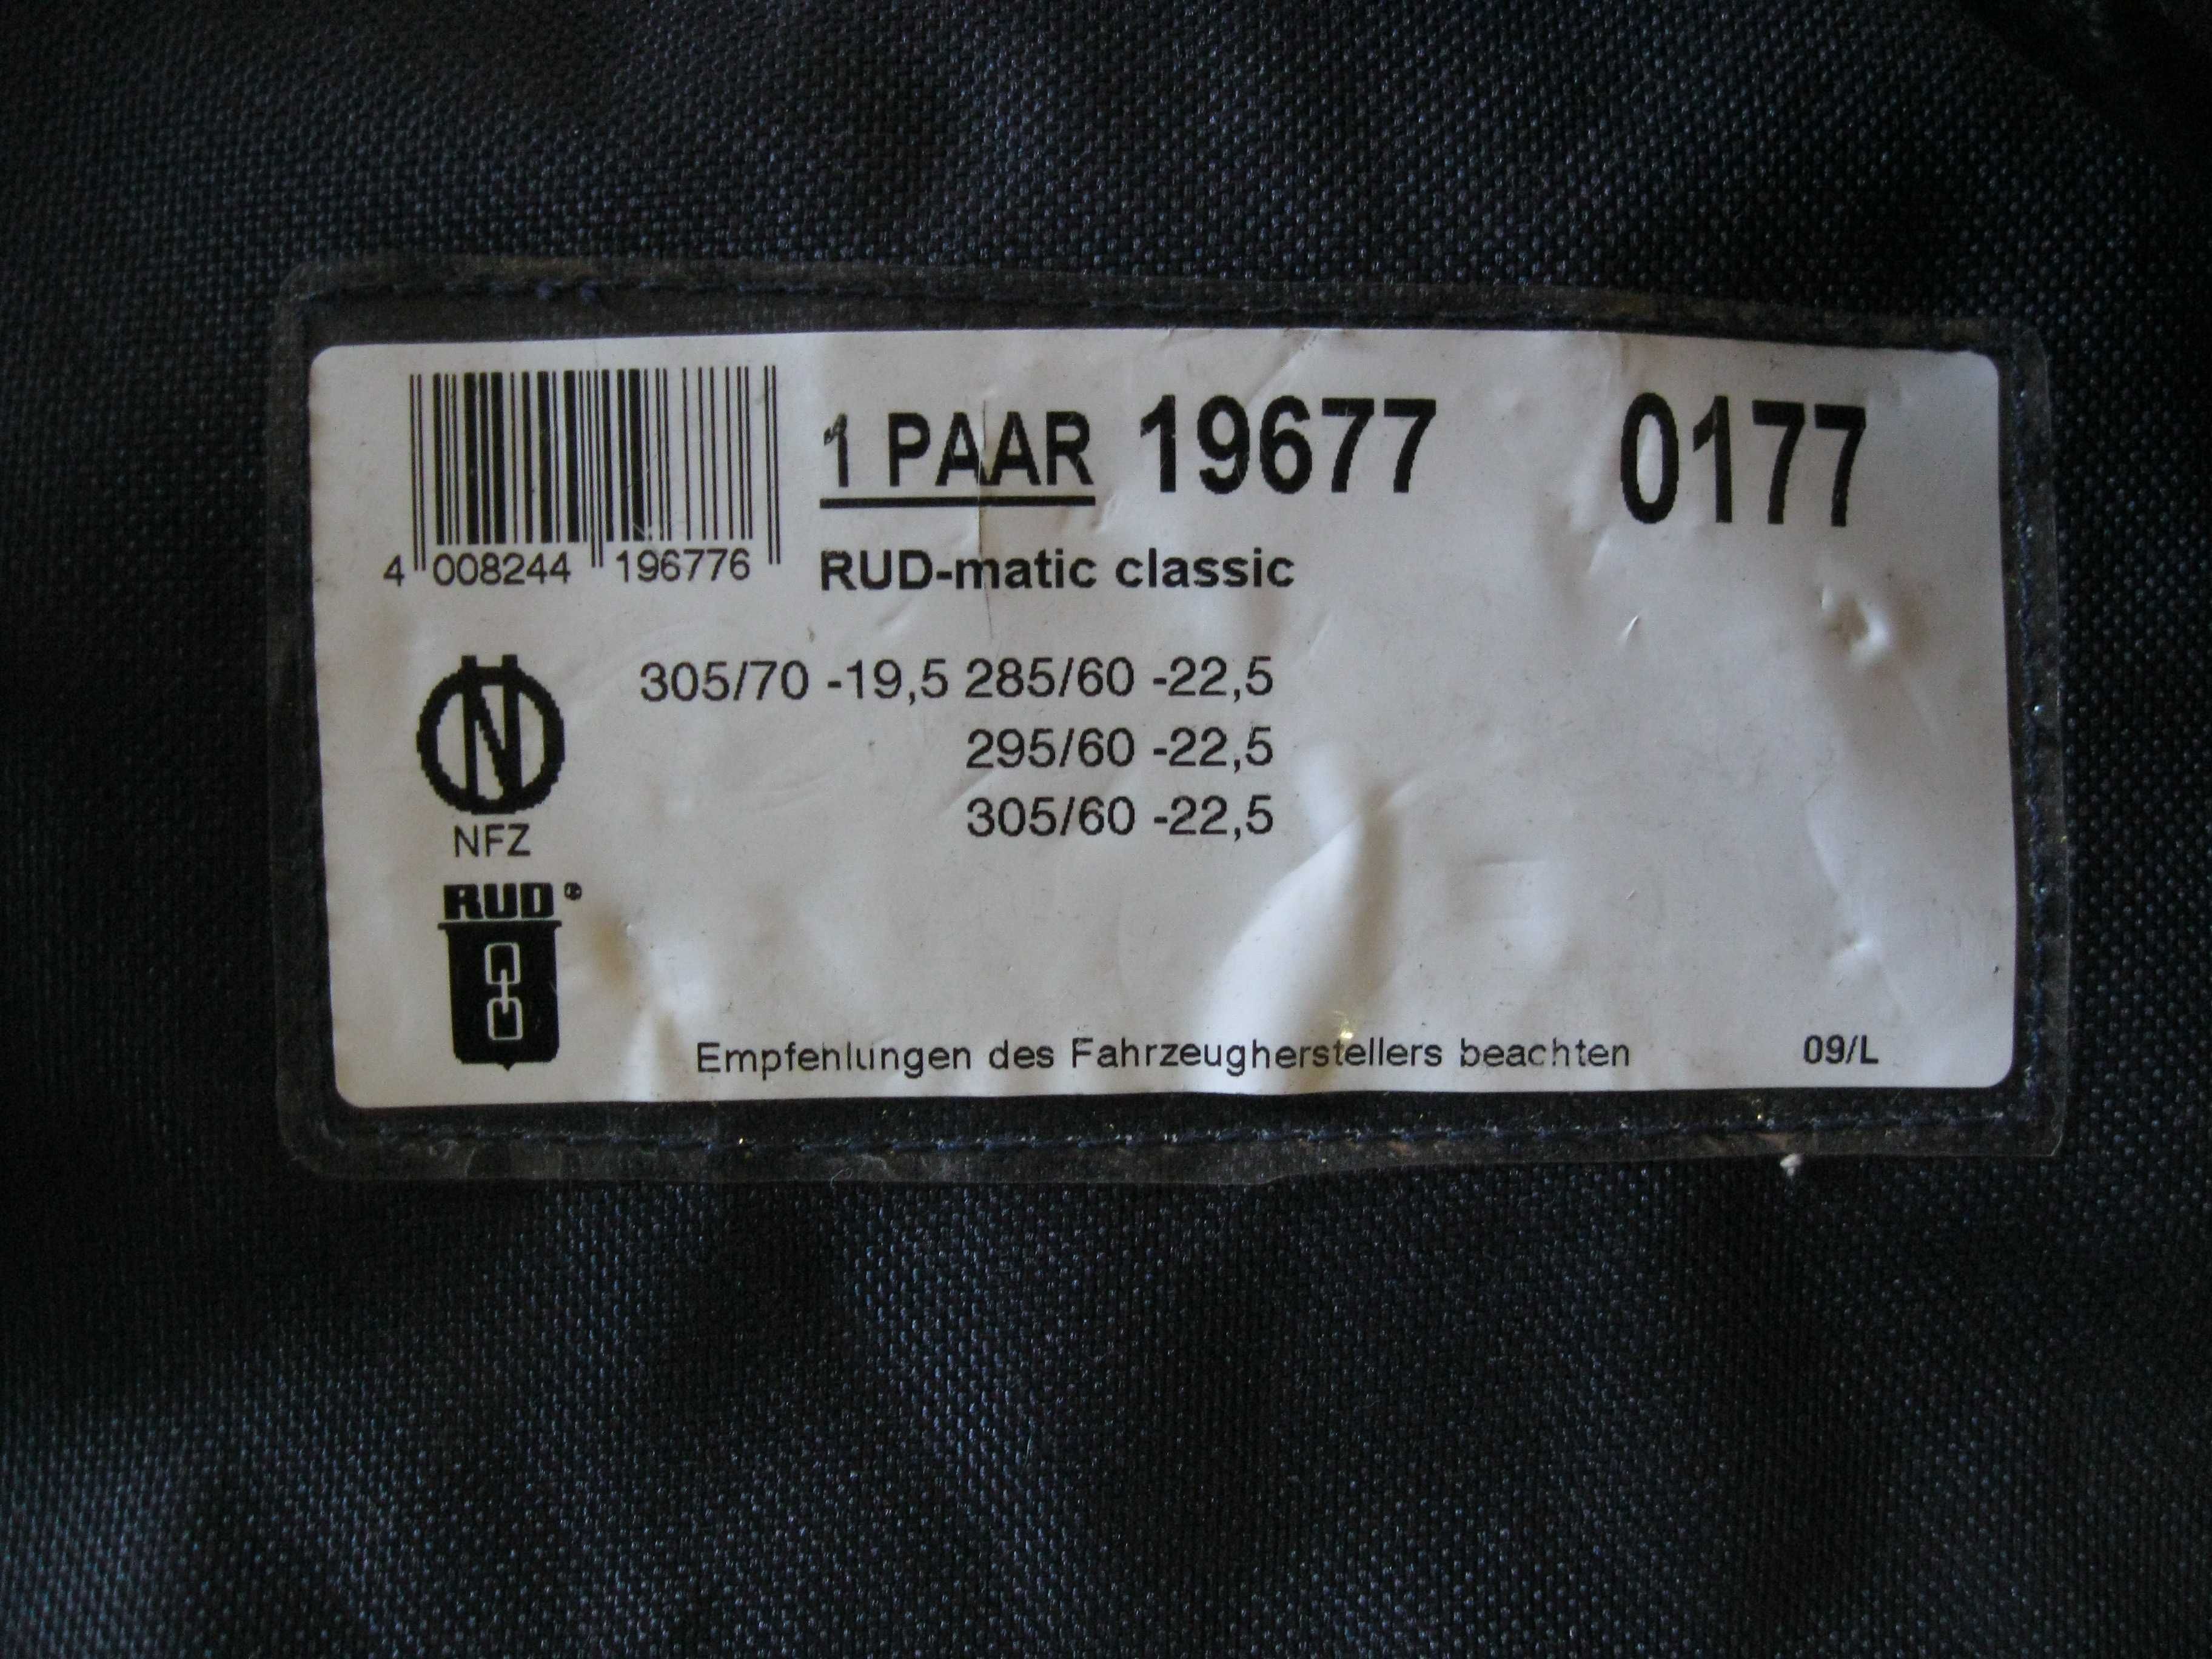 1 PAAR 19677 0177
4 008244 196776
RUD-matic classic
305/70 -19,5 285/60 -22,5
295/60 -22,5
305/60 -22,5
N
NFZ
RUD®
Empfehlungen des Fahrzeugherstellers beachten 09/L